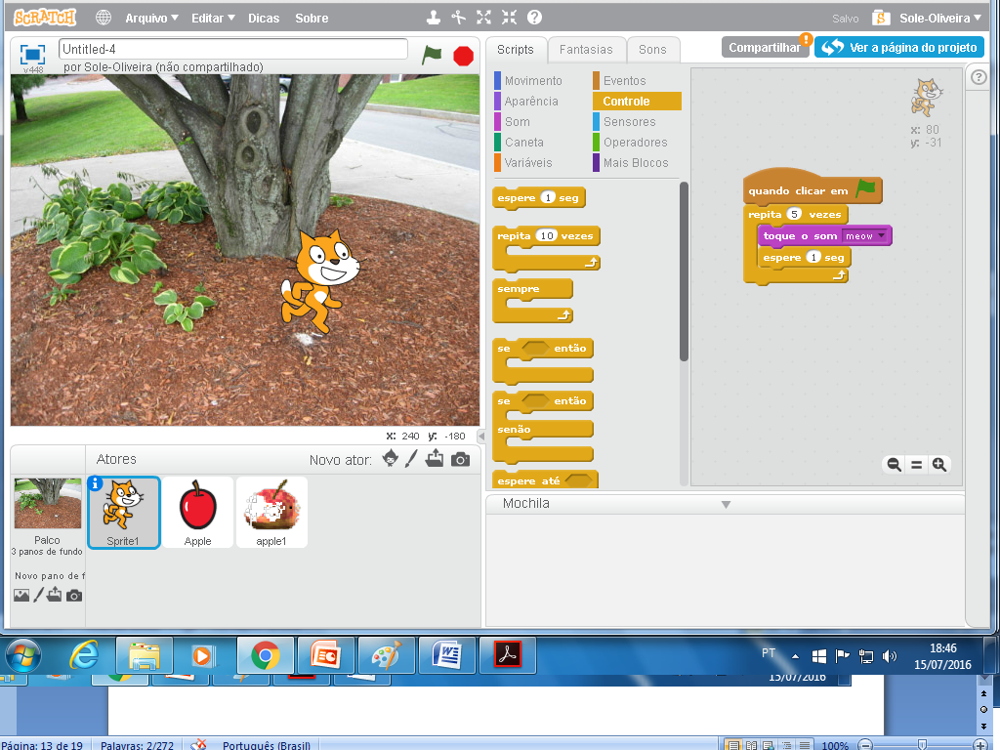 SCRATCH Arquivo Editar Dicas Sobre Salvo S Sole-Oliveira
v448 Untitled-4
por Sole-Oliveira (não compartilhado)
Scripts Fantasias Sons Compartilhar ! Ver a página do projeto
Movimento Eventos
Aparência Controle
Som Sensores
Caneta Operadores
Variáveis Mais Blocos
espere 1 seg
repita 10 vezes
sempre
se então
se então
senão
espere até
x: 80
y: -31
quando clicar em
repita 5 vezes
toque o som meow
espere 1 seg
x: 240 y: -180
Atores Novo ator:
Sprite1 Apple apple1
Palco
3 panos de fundo
Novo pano de f
Mochila
PT 18:46
15/07/2016
15/07/2016
Página: 13 de 19 Palavras: 2/272 Português (Brasil) 100%